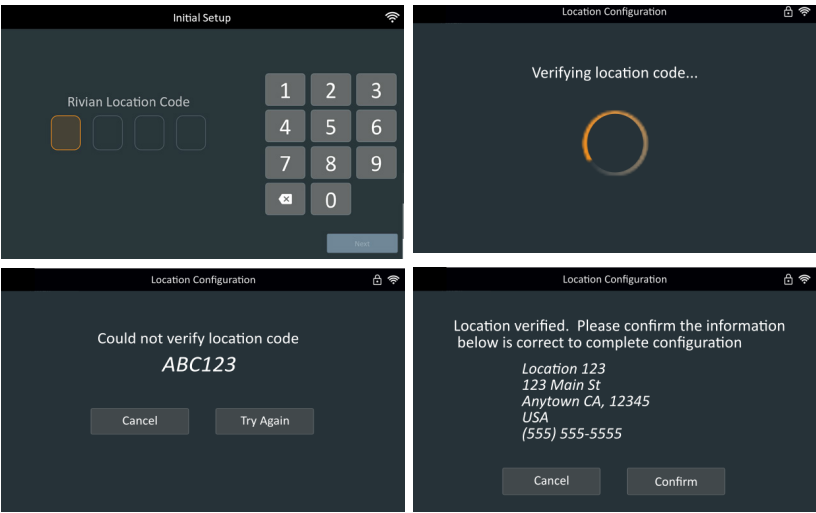 Initial Setup
Rivian Location Code
1 2 3
4 5 6
7 8 9
0
Next
Location Configuration
Verifying location code...
Location Configuration
Could not verify location code
ABC123
Cancel Try Again
Location Configuration
Location verified. Please confirm the information
below is correct to complete configuration
Location 123
123 Main St
Anytown CA, 12345
USA
(555) 555-5555
Cancel Confirm